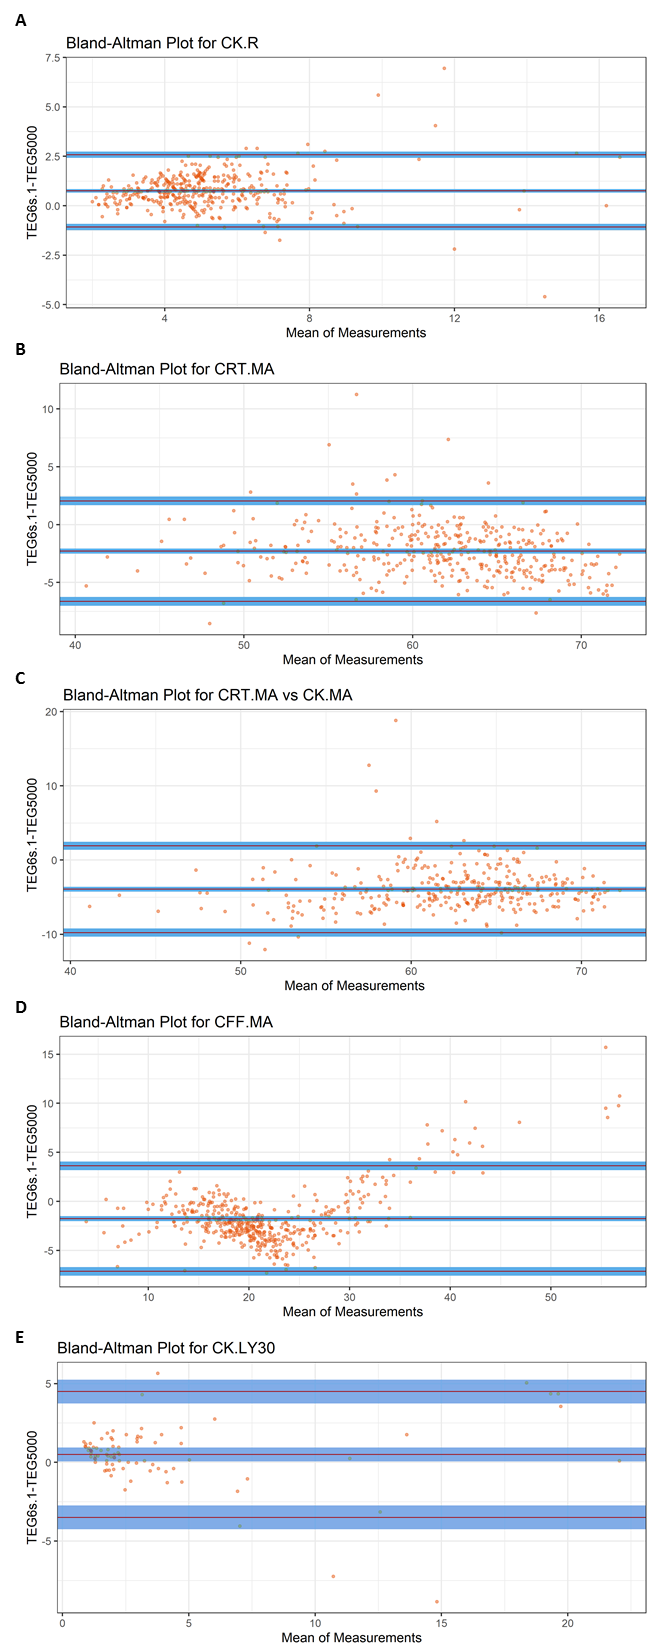 A
Bland-Altman Plot for CK.R
7.5
5.0
2.5
0.0
-2.5
-5.0
TEG6s.1-TEG5000
4 8 12 16
Mean of Measurements
B
Bland-Altman Plot for CRT.MA
10
5
0
-5
TEG6s.1-TEG5000
40 50 60 70
Mean of Measurements
C
Bland-Altman Plot for CRT.MA vs CK.MA
20
10
0
-10
TEG6s.1-TEG5000
40 50 60 70
Mean of Measurements
D
Bland-Altman Plot for CFF.MA
15
10
5
0
-5
TEG6s.1-TEG5000
10 20 30 40 50
Mean of Measurements
E
Bland-Altman Plot for CK.LY30
5
0
-5
TEG6s.1-TEG5000
0 5 10 15 20
Mean of Measurements